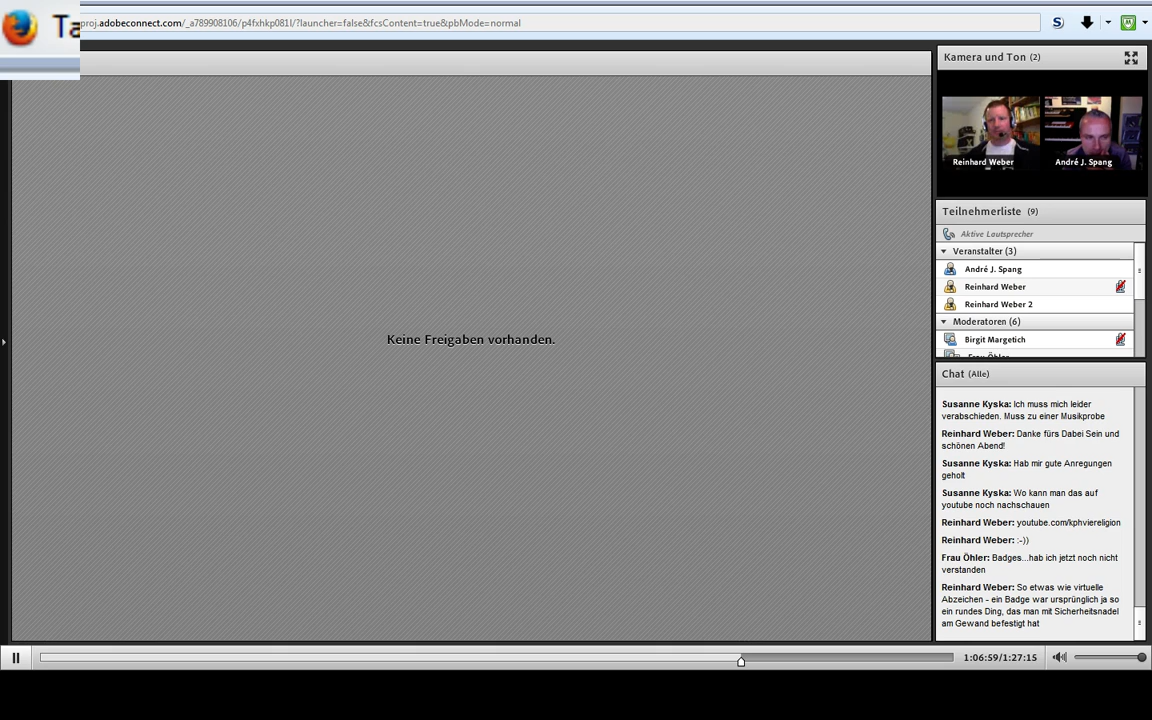 Ta
proj.adobeconnect.com/_a789908106/p4fxhkp081l/?launcher=false&fcsContent=true&pbMode=normal
S
Kamera und Ton (2)
Reinhard Weber
André J. Spang
Teilnehmerliste (9)
Aktive Lautsprecher
Veranstalter (3)
André J. Spang
Reinhard Weber
Reinhard Weber 2
Moderatoren (6)
Birgit Margetich
Frau Öhler
Keine Freigaben vorhanden.
Chat (Alle)
Susanne Kyska: Ich muss mich leider
verabschieden. Muss zu einer Musikprobe
Reinhard Weber: Danke fürs Dabei Sein und
schönen Abend!
Susanne Kyska: Hab mir gute Anregungen
geholt
Susanne Kyska: Wo kann man das auf
youtube noch nachschauen
Reinhard Weber: youtube.com/kphviereligion
Reinhard Weber: :-))
Frau Öhler: Badges...hab ich jetzt noch nicht
verstanden
Reinhard Weber: So etwas wie virtuelle
Abzeichen - ein Badge war ursprünglich ja so
ein rundes Ding, das man mit Sicherheitsnadel
am Gewand befestigt hat
1:06:59/1:27:15